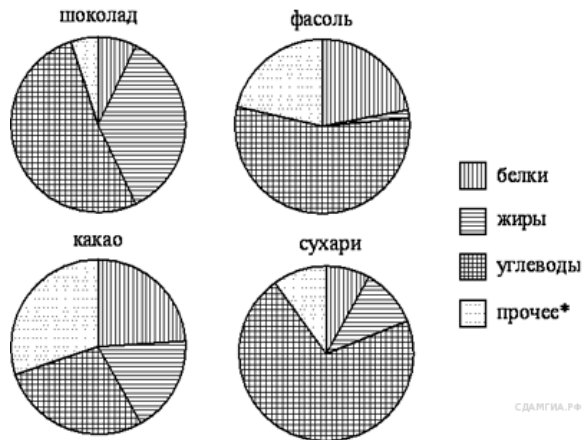 шоколад
фасоль
какао
сухари
белки
жиры
углеводы
прочее*
СДАМГИА.РФ